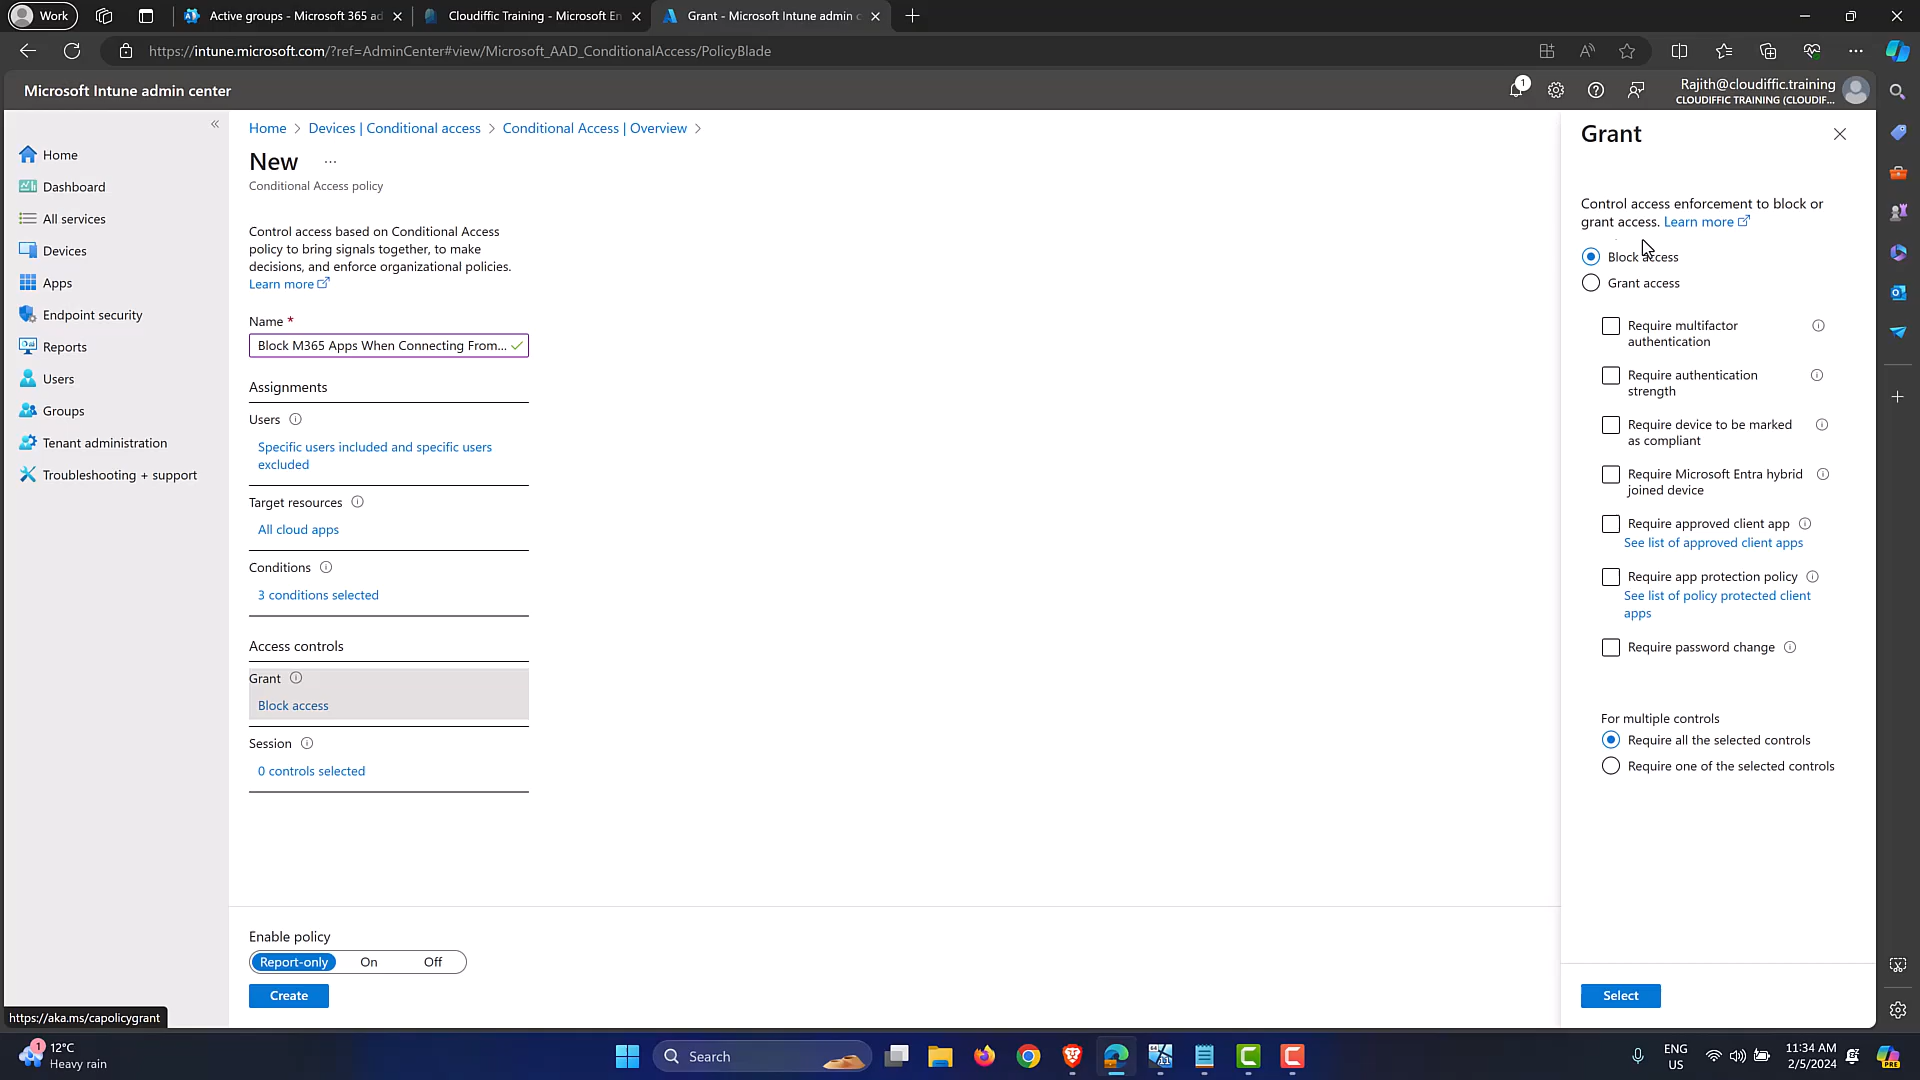 Work
Active groups - Microsoft 365 ad
Cloudiffic Training - Microsoft En
Grant - Microsoft Intune admin c
https://intune.microsoft.com/?ref=AdminCenter#view/Microsoft_AAD_ConditionalAccess/PolicyBlade
Microsoft Intune admin center
1
Rajith@cloudiffic.training
CLOUDIFFIC TRAINING (CLOUDIF...
Home
Dashboard
All services
Devices
Apps
Endpoint security
Reports
Users
Groups
Tenant administration
Troubleshooting + support
Home > Devices | Conditional access > Conditional Access | Overview >
New ...
Conditional Access policy
Control access based on Conditional Access
policy to bring signals together, to make
decisions, and enforce organizational policies.
Learn more
Name *
Block M365 Apps When Connecting From...
Assignments
Users
Specific users included and specific users
excluded
Target resources
All cloud apps
Conditions
3 conditions selected
Access controls
Grant
Block access
Session
0 controls selected
Enable policy
Report-only On Off
Create
Grant
Control access enforcement to block or
grant access. Learn more
Block access
Grant access
Require multifactor
authentication
Require authentication
strength
Require device to be marked
as compliant
Require Microsoft Entra hybrid
joined device
Require approved client app
See list of approved client apps
Require app protection policy
See list of policy protected client
apps
Require password change
For multiple controls
Require all the selected controls
Require one of the selected controls
Select
https://aka.ms/capolicygrant
1
12°C
Heavy rain
Search
ENG
US
11:34 AM
2/5/2024
PRE